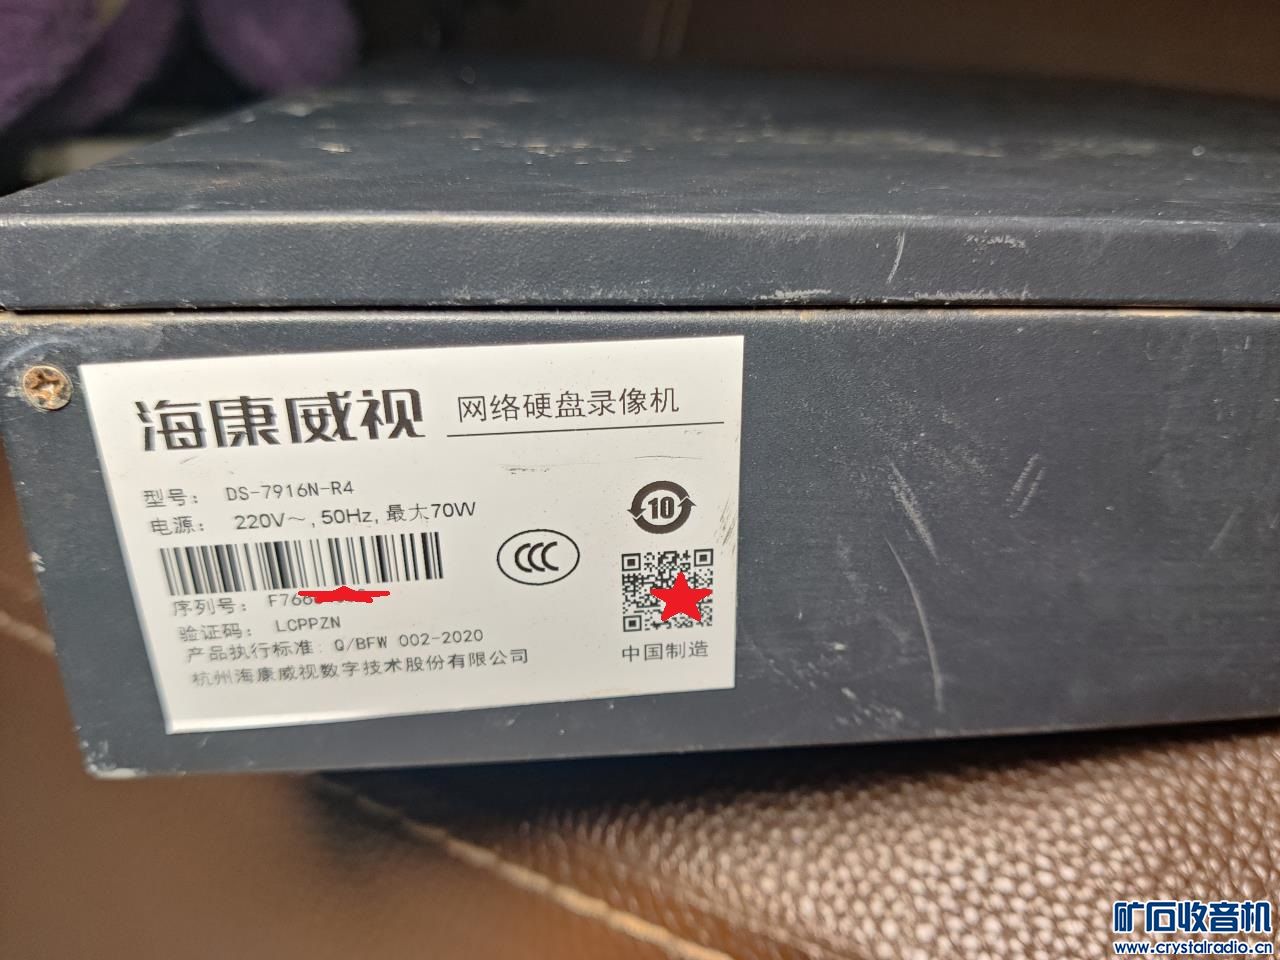 海康威视 网络硬盘录像机
型号: DS-7916N-R4
电源: 220V~,50Hz,最大70W
10
CCC
序列号: F766
验证码: LCPPZN
产品执行标准: Q/BFW 002-2020
杭州海康威视数字技术股份有限公司
中国制造
矿石收音机
www.crystalradio.cn